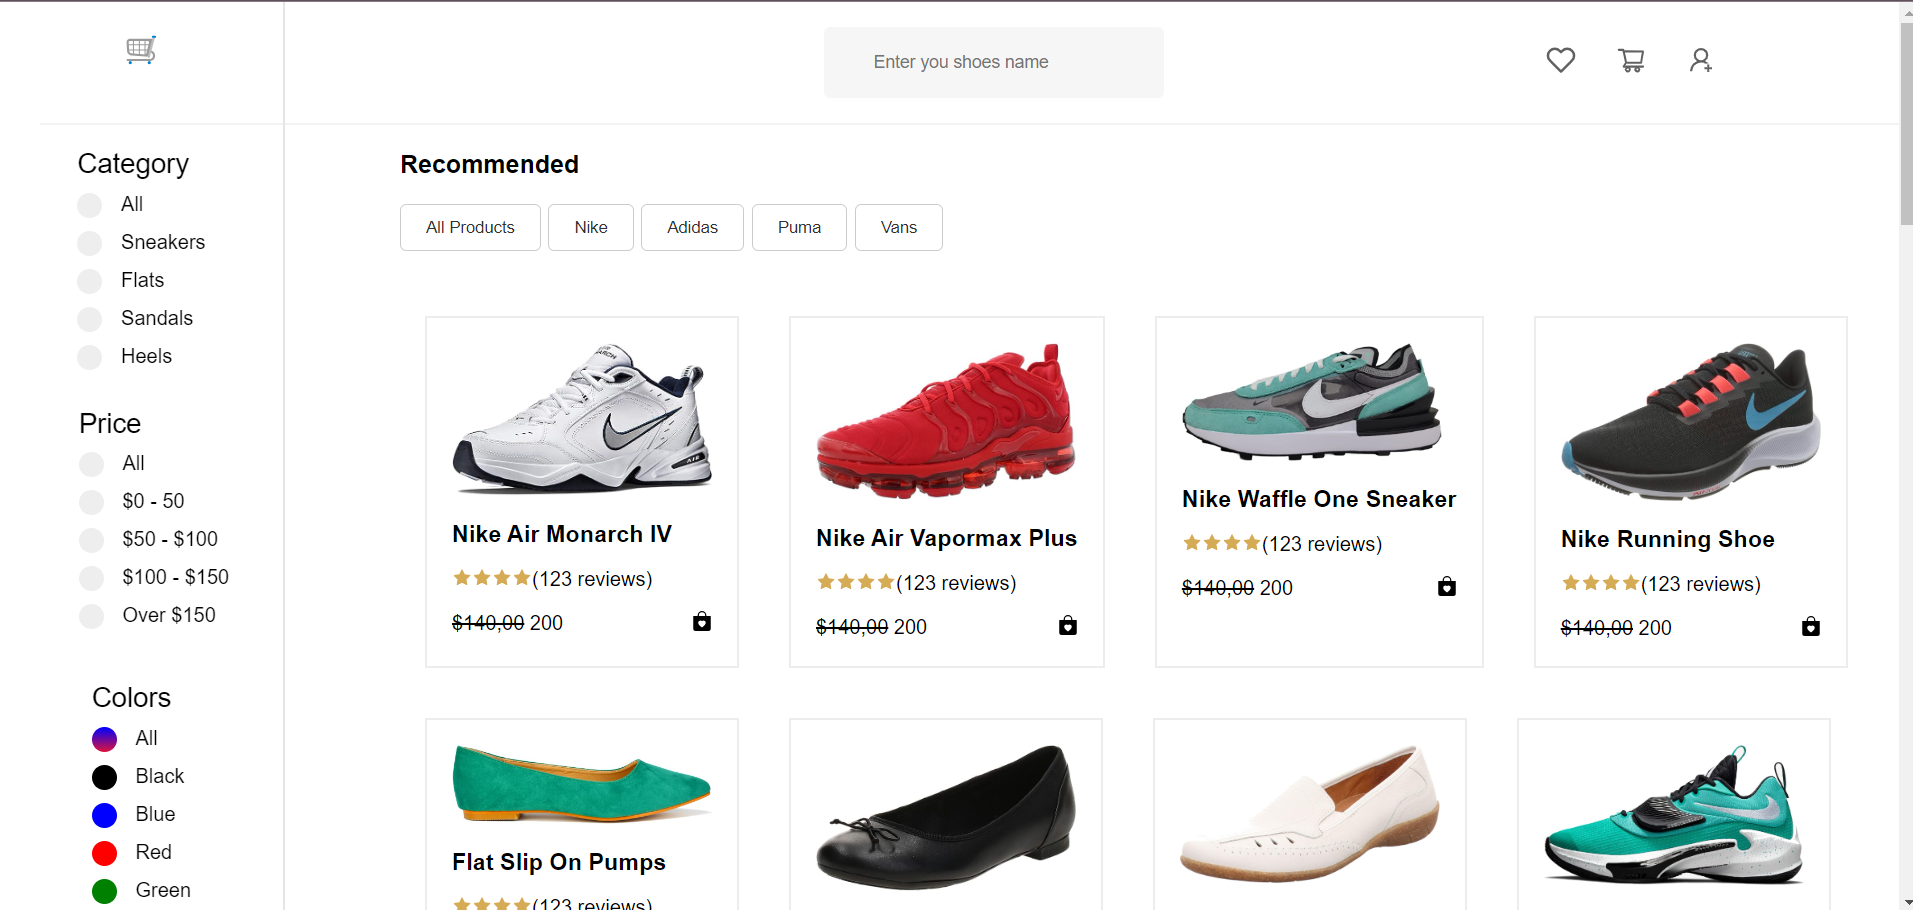 Enter you shoes name
Category
All
Sneakers
Flats
Sandals
Heels
Price
All
$0 - 50
$50 - $100
$100 - $150
Over $150
Colors
All
Black
Blue
Red
Green
Recommended
All Products Nike Adidas Puma Vans
Nike Air Monarch IV
(123 reviews)
$140,00 200
Nike Air Vapormax Plus
(123 reviews)
$140,00 200
Nike Waffle One Sneaker
(123 reviews)
$140,00 200
Nike Running Shoe
(123 reviews)
$140,00 200
Flat Slip On Pumps
(123 reviews)